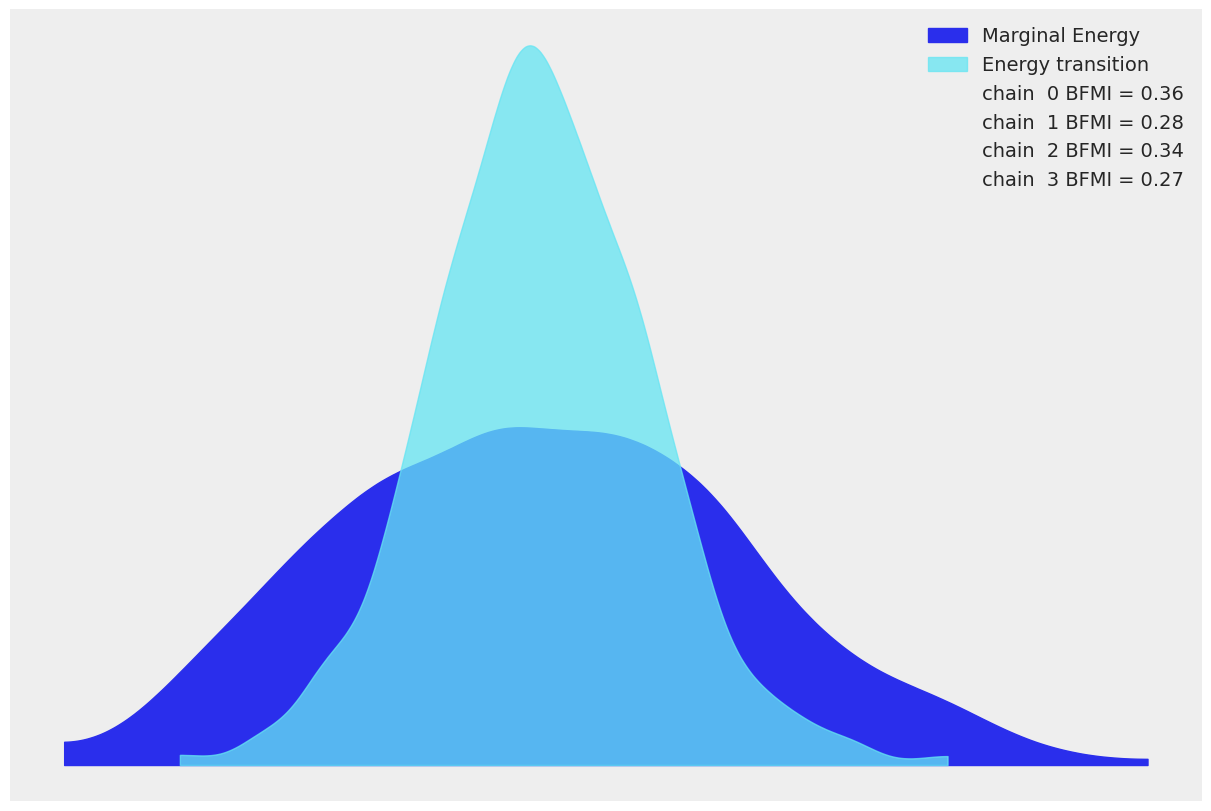 Marginal Energy
Energy transition
chain  0 BFMI = 0.36
chain  1 BFMI = 0.28
chain  2 BFMI = 0.34
chain  3 BFMI = 0.27